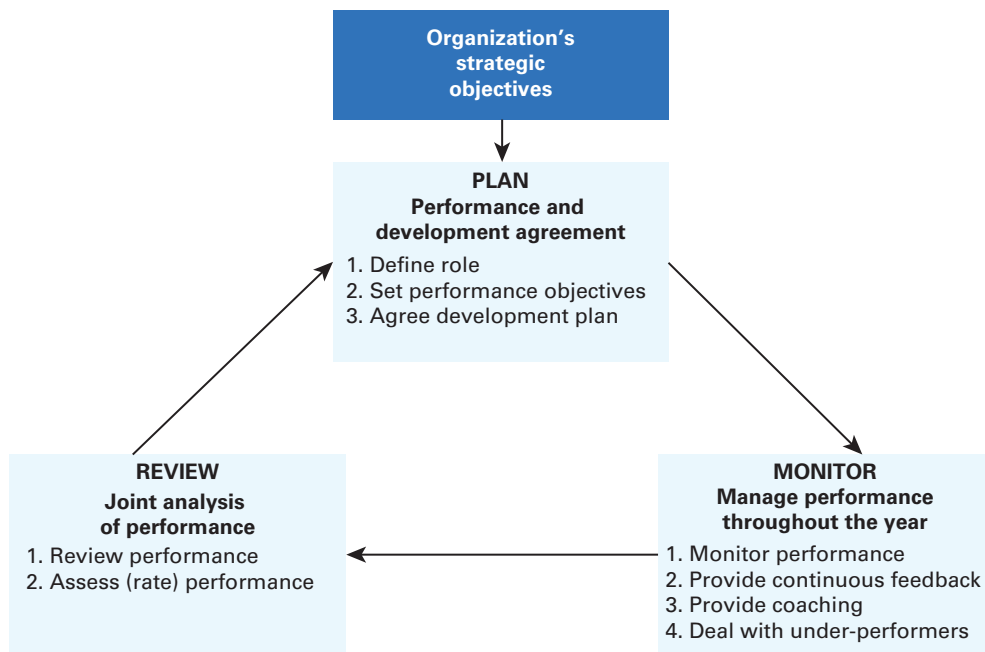 Organization's
strategic
objectives
PLAN
Performance and
development agreement
1. Define role
2. Set performance objectives
3. Agree development plan
REVIEW
Joint analysis
of performance
1. Review performance
2. Assess (rate) performance
MONITOR
Manage performance
throughout the year
1. Monitor performance
2. Provide continuous feedback
3. Provide coaching
4. Deal with under-performers